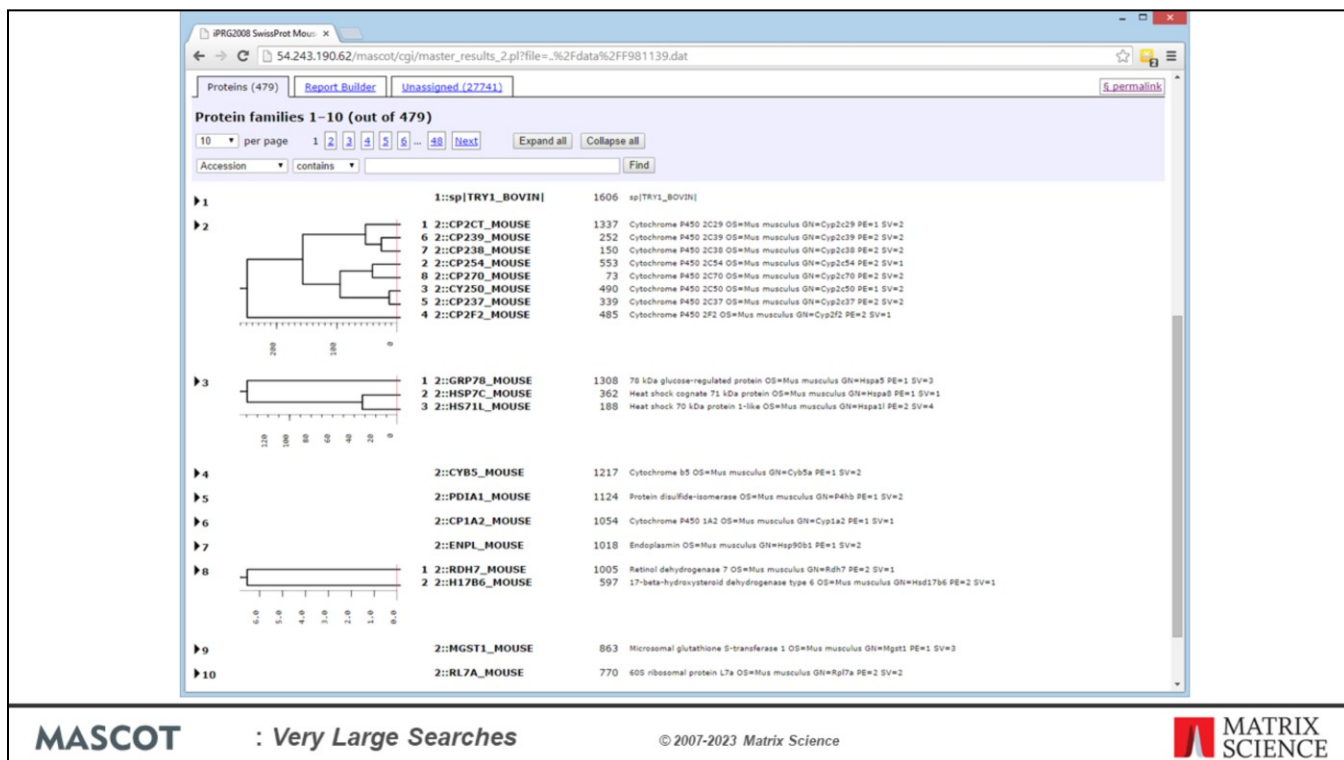 iPRG2008 SwissProt Mous
54.243.190.62/mascot/cgi/master_results_2.pl?file=..%2Fdata%2FF981139.dat
Proteins (479) Report Builder Unassigned (27741) § permalink
Protein families 1–10 (out of 479)
10 per page 1 2 3 4 5 6 ... 48 Next Expand all Collapse all
Accession contains Find
1 1::sp|TRY1_BOVIN| 1606 sp|TRY1_BOVIN|
2 1 2::CP2CT_MOUSE 1337 Cytochrome P450 2C29 OS=Mus musculus GN=Cyp2c29 PE=1 SV=2
6 2::CP239_MOUSE 252 Cytochrome P450 2C39 OS=Mus musculus GN=Cyp2c39 PE=2 SV=2
7 2::CP238_MOUSE 150 Cytochrome P450 2C38 OS=Mus musculus GN=Cyp2c38 PE=2 SV=2
2 2::CP254_MOUSE 553 Cytochrome P450 2C54 OS=Mus musculus GN=Cyp2c54 PE=2 SV=1
8 2::CP270_MOUSE 73 Cytochrome P450 2C70 OS=Mus musculus GN=Cyp2c70 PE=2 SV=2
3 2::CY250_MOUSE 490 Cytochrome P450 2C50 OS=Mus musculus GN=Cyp2c50 PE=1 SV=2
5 2::CP237_MOUSE 339 Cytochrome P450 2C37 OS=Mus musculus GN=Cyp2c37 PE=2 SV=2
4 2::CP2F2_MOUSE 485 Cytochrome P450 2F2 OS=Mus musculus GN=Cyp2f2 PE=2 SV=1
200 100 0
3 1 2::GRP78_MOUSE 1308 78 kDa glucose-regulated protein OS=Mus musculus GN=Hspa5 PE=1 SV=3
2 2::HSP7C_MOUSE 362 Heat shock cognate 71 kDa protein OS=Mus musculus GN=Hspa8 PE=1 SV=1
3 2::HS71L_MOUSE 188 Heat shock 70 kDa protein 1-like OS=Mus musculus GN=Hspa1l PE=2 SV=4
120 100 80 60 40 20 0
4 2::CYB5_MOUSE 1217 Cytochrome b5 OS=Mus musculus GN=Cyb5a PE=1 SV=2
5 2::PDIA1_MOUSE 1124 Protein disulfide-isomerase OS=Mus musculus GN=P4hb PE=1 SV=2
6 2::CP1A2_MOUSE 1054 Cytochrome P450 1A2 OS=Mus musculus GN=Cyp1a2 PE=1 SV=1
7 2::ENPL_MOUSE 1018 Endoplasmin OS=Mus musculus GN=Hsp90b1 PE=1 SV=2
8 1 2::RDH7_MOUSE 1005 Retinol dehydrogenase 7 OS=Mus musculus GN=Rdh7 PE=2 SV=1
2 2::H17B6_MOUSE 597 17-beta-hydroxysteroid dehydrogenase type 6 OS=Mus musculus GN=Hsd17b6 PE=2 SV=1
6.0 5.0 4.0 3.0 2.0 1.0 0.0
9 2::MGST1_MOUSE 863 Microsomal glutathione S-transferase 1 OS=Mus musculus GN=Mgst1 PE=1 SV=3
10 2::RL7A_MOUSE 770 60S ribosomal protein L7a OS=Mus musculus GN=Rpl7a PE=2 SV=2
MASCOT : Very Large Searches © 2007-2023 Matrix Science MATRIX
SCIENCE